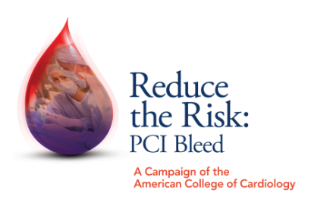 Reduce
the Risk:
PCI Bleed
A Campaign of the
American College of Cardiology